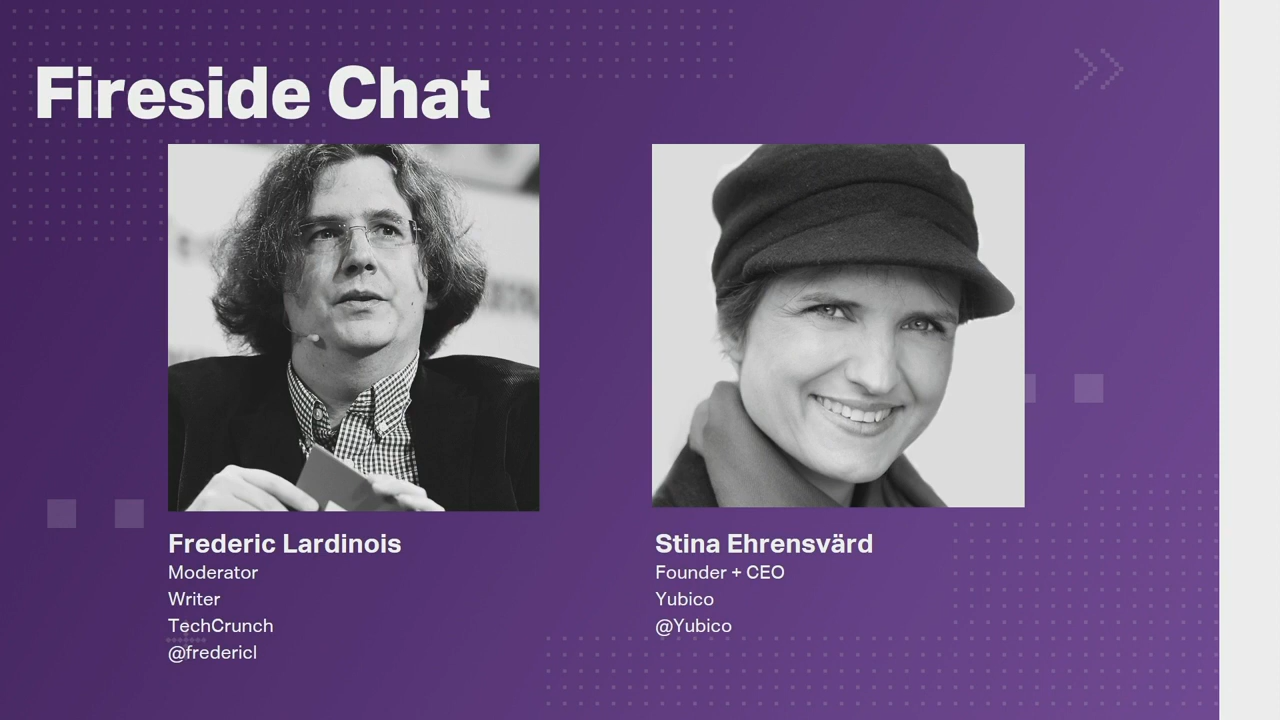 Fireside Chat
Frederic Lardinois
Moderator
Writer
TechCrunch
@fredericl
Stina Ehrensvärd
Founder + CEO
Yubico
@Yubico